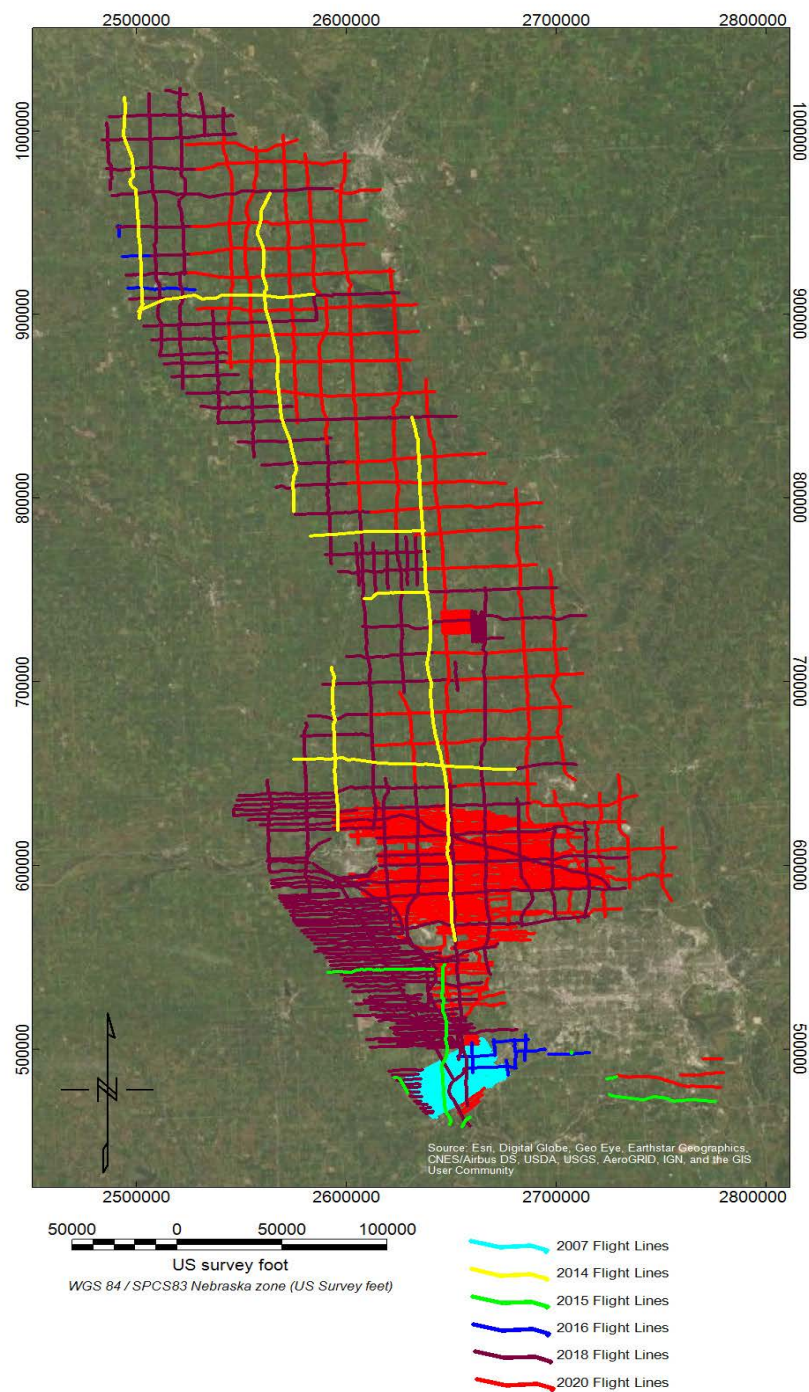 2500000 2600000 2700000 2800000
1000000 1000000
900000 900000
800000 800000
700000 700000
600000 600000
500000 500000
N
Source: Esri, Digital Globe, Geo Eye, Earthstar Geographics,
CNES/Airbus DS, USDA, USGS, AeroGRID, IGN, and the GIS
User Community
2500000 2600000 2700000 2800000
50000 0 50000 100000
US survey foot
WGS 84 / SPCS83 Nebraska zone (US Survey feet)
2007 Flight Lines
2014 Flight Lines
2015 Flight Lines
2016 Flight Lines
2018 Flight Lines
2020 Flight Lines